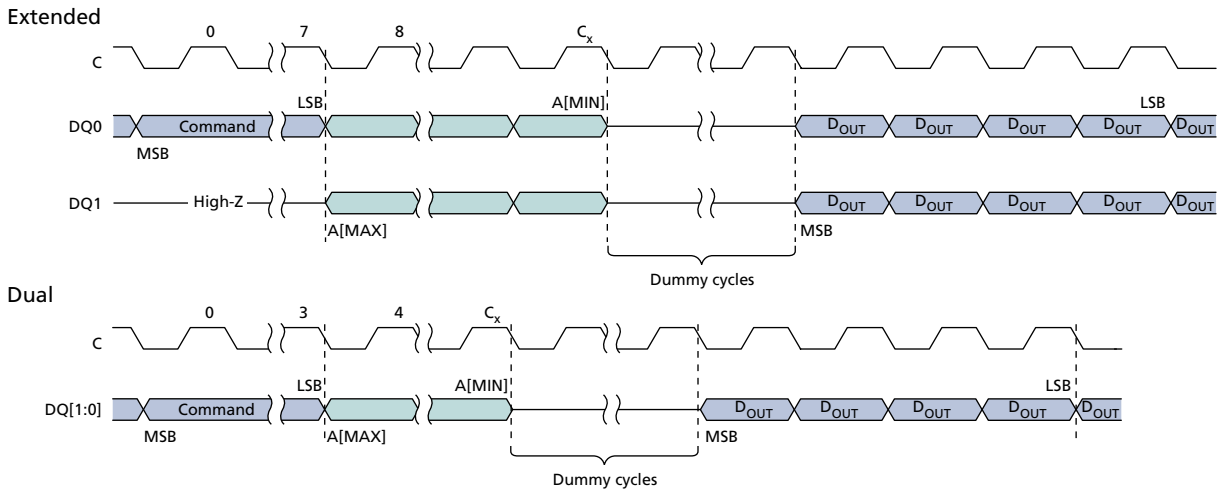 Extended
0 7 8 Cx
C
LSB A[MIN] LSB
DQ0 Command DOUT DOUT DOUT DOUT DOUT
MSB
DQ1 High-Z DOUT DOUT DOUT DOUT DOUT
A[MAX] MSB
Dummy cycles
Dual
0 3 4 Cx
C
LSB A[MIN] LSB
DQ[1:0] Command DOUT DOUT DOUT DOUT DOUT
MSB A[MAX] MSB
Dummy cycles